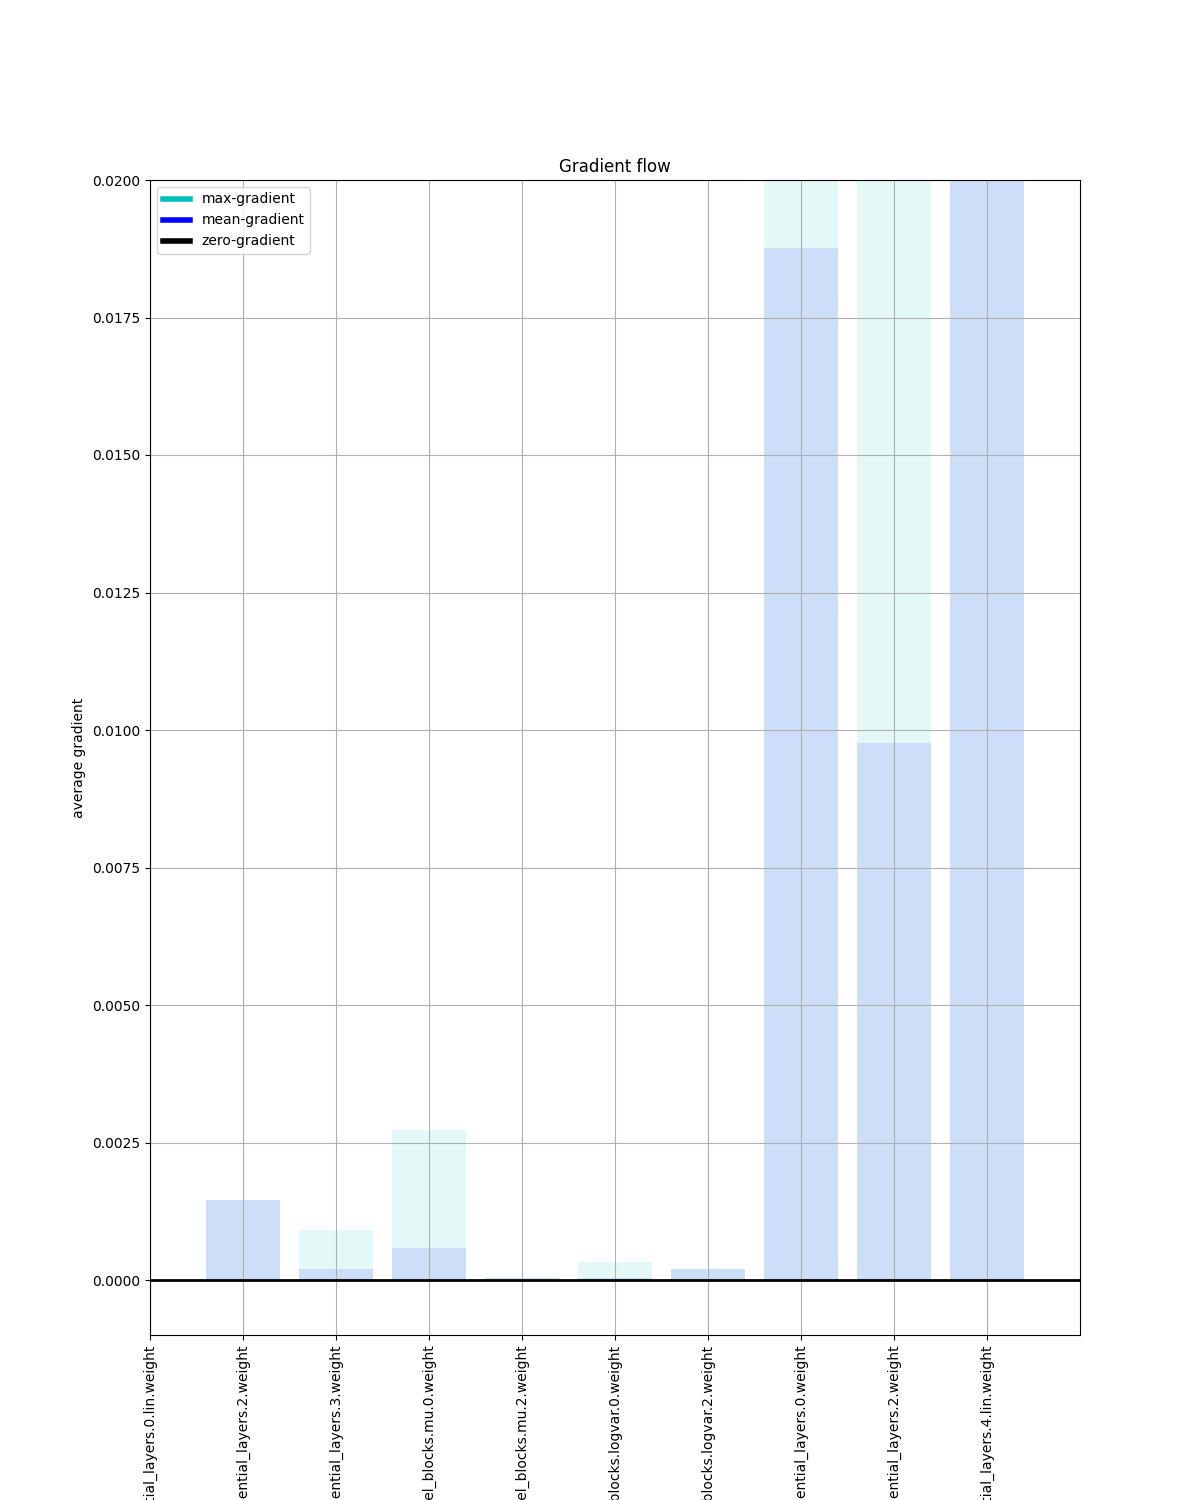 Gradient flow
max-gradient
mean-gradient
zero-gradient
0.0200
0.0175
0.0150
0.0125
0.0100
0.0075
0.0050
0.0025
0.0000
average gradient
tial_layers.0.lin.weight
ential_layers.2.weight
ential_layers.3.weight
el_blocks.mu.0.weight
el_blocks.mu.2.weight
blocks.logvar.0.weight
blocks.logvar.2.weight
ential_layers.0.weight
ential_layers.2.weight
tial_layers.4.lin.weight